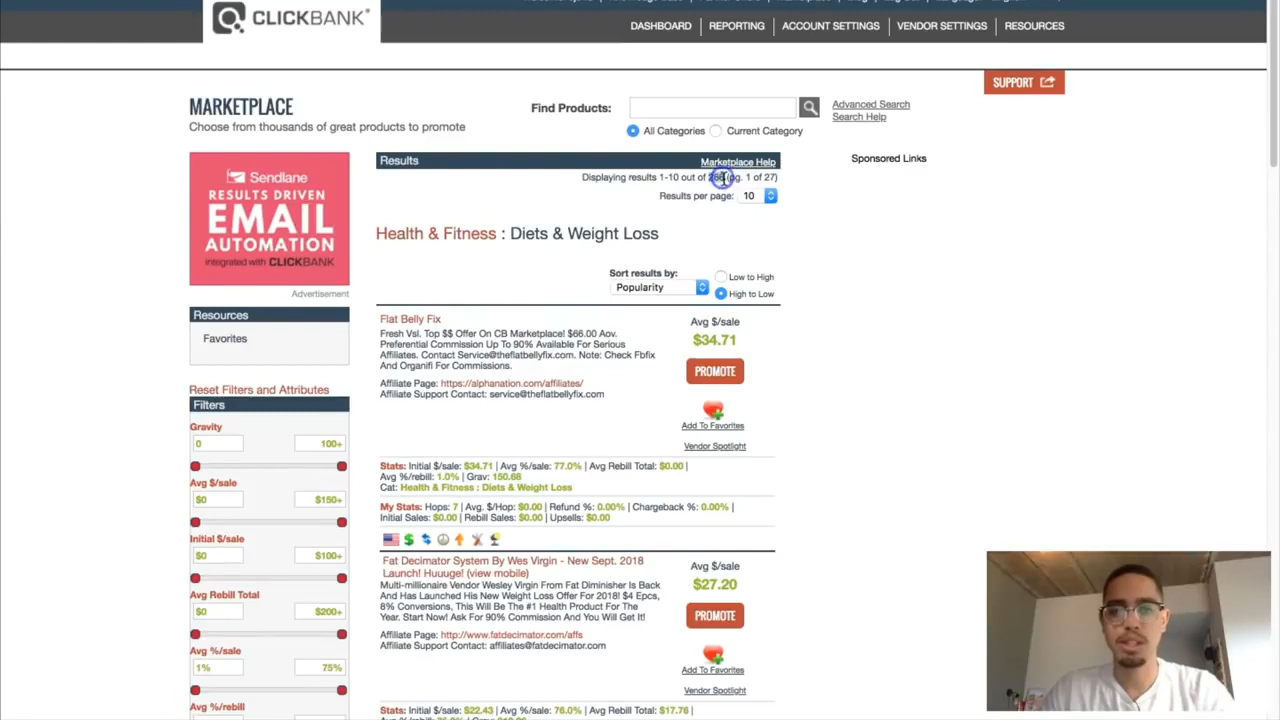 CLICKBANK®
DASHBOARD
REPORTING
ACCOUNT SETTINGS
VENDOR SETTINGS
RESOURCES
SUPPORT
MARKETPLACE
Choose from thousands of great products to promote
Find Products:
All Categories
Current Category
Advanced Search
Search Help
Sendlane
RESULTS DRIVEN
EMAIL
AUTOMATION
integrated with CLICKBANK
Advertisement
Resources
Favorites
Reset Filters and Attributes
Filters
Gravity
0 100+
Avg $/sale
$0 $150+
Initial $/sale
$0 $100+
Avg Rebill Total
$0 $200+
Avg %/sale
1% 75%
Avg %/rebill
Results
Marketplace Help
Displaying results 1-10 out of (pg. 1 of 27)
Results per page: 10
Health & Fitness : Diets & Weight Loss
Sort results by:
Popularity
Low to High
High to Low
Flat Belly Fix
Fresh Vsl. Top $$ Offer On CB Marketplace! $66.00 Aov.
Preferential Commission Up To 90% Available For Serious
Affiliates. Contact Service@theflatbellyfix.com. Note: Check Fbfix
And Organifi For Commissions.
Affiliate Page: https://alphanation.com/affiliates/
Affiliate Support Contact: service@theflatbellyfix.com
Avg $/sale
$34.71
PROMOTE
Add To Favorites
Vendor Spotlight
Stats: Initial $/sale: $34.71 | Avg %/sale: 77.0% | Avg Rebill Total: $0.00 |
Avg %/rebill: 1.0% | Grav: 150.68
Cat: Health & Fitness : Diets & Weight Loss
My Stats: Hops: 7 | Avg. $/Hop: $0.00 | Refund %: 0.00% | Chargeback %: 0.00% |
Initial Sales: $0.00 | Rebill Sales: $0.00 | Upsells: $0.00
Fat Decimator System By Wes Virgin - New Sept. 2018
Launch! Huuuge! (view mobile)
Multi-millionaire Vendor Wesley Virgin From Fat Diminisher Is Back
And Has Launched His New Weight Loss Offer For 2018! $4 Epcs,
8% Conversions, This Will Be The #1 Health Product For The
Year. Start Now! Ask For 90% Commission And You Will Get It!
Affiliate Page: http://www.fatdecimator.com/affs
Affiliate Support Contact: affiliates@fatdecimator.com
Avg $/sale
$27.20
PROMOTE
Add To Favorites
Vendor Spotlight
Stats: Initial $/sale: $22.43 | Avg %/sale: 76.0% | Avg Rebill Total: $17.76 |
Sponsored Links